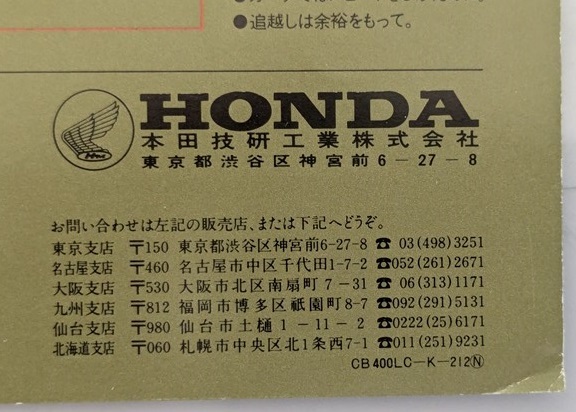 ●追越しは余裕をもって。
HONDA
本田技研工業株式会社
東京都渋谷区神宮前6-27-8
お問い合わせは左記の販売店、または下記へどうぞ。
東京支店 〒150 東京都渋谷区神宮前6-27-8 ☎ 03(498)3251
名古屋支店 〒460 名古屋市中区千代田1-7-2 ☎052(261)2671
大阪支店 〒530 大阪市北区南扇町7-31 ☎ 06(313)1171
九州支店 〒812 福岡市博多区祇園町8-7 ☎092(291)5131
仙台支店 〒980 仙台市土樋1-11-2 ☎0222(25)6171
北海道支店 〒060 札幌市中央区北1条西7-1 ☎011(251)9231
CB400LC-K-212Ⓝ